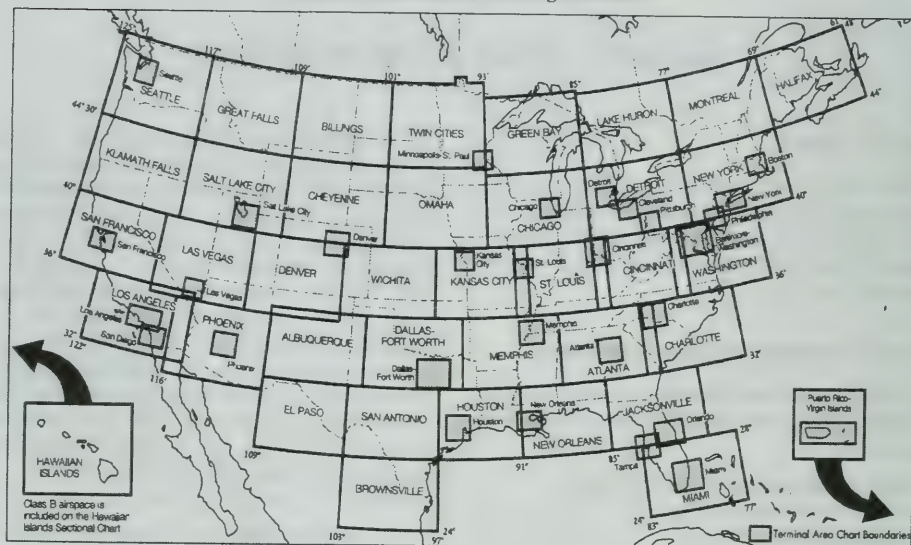 125°
117°
109°
101°
93°
85°
77°
69°
61°
44°30'
44°
Seattle
SEATTLE
GREAT FALLS
BILLINGS
TWIN CITIES
Minneapolis-St. Paul
GREEN BAY
LAKE HURON
MONTREAL
HALIFAX
KLAMATH FALLS
SALT LAKE CITY
Salt Lake City
CHEYENNE
OMAHA
Chicago
CHICAGO
Detroit
DETROIT
Cleveland
Pittsburgh
NEW YORK
Boston
New York
Philadelphia
40°
40°
SAN FRANCISCO
San Francisco
LAS VEGAS
Las Vegas
Denver
DENVER
WICHITA
Kansas City
KANSAS CITY
St. Louis
ST. LOUIS
Cincinnati
CINCINNATI
Baltimore-Washington
WASHINGTON
36°
36°
LOS ANGELES
Los Angeles
San Diego
PHOENIX
Phoenix
ALBUQUERQUE
DALLAS-FORT WORTH
Dallas-Fort Worth
Memphis
MEMPHIS
Atlanta
ATLANTA
Charlotte
CHARLOTTE
32°
122°
116°
32°
EL PASO
SAN ANTONIO
HOUSTON
Houston
New Orleans
NEW ORLEANS
JACKSONVILLE
Orlando
Tampa
28°
109°
91°
85°
BROWNSVILLE
Miami
MIAMI
24°
103°
97°
24°
83°
77°
HAWAIIAN
ISLANDS
Class B airspace is
included on the Hawaiian
Islands Sectional Chart
Puerto Rico-
Virgin Islands
Terminal Area Chart Boundaries